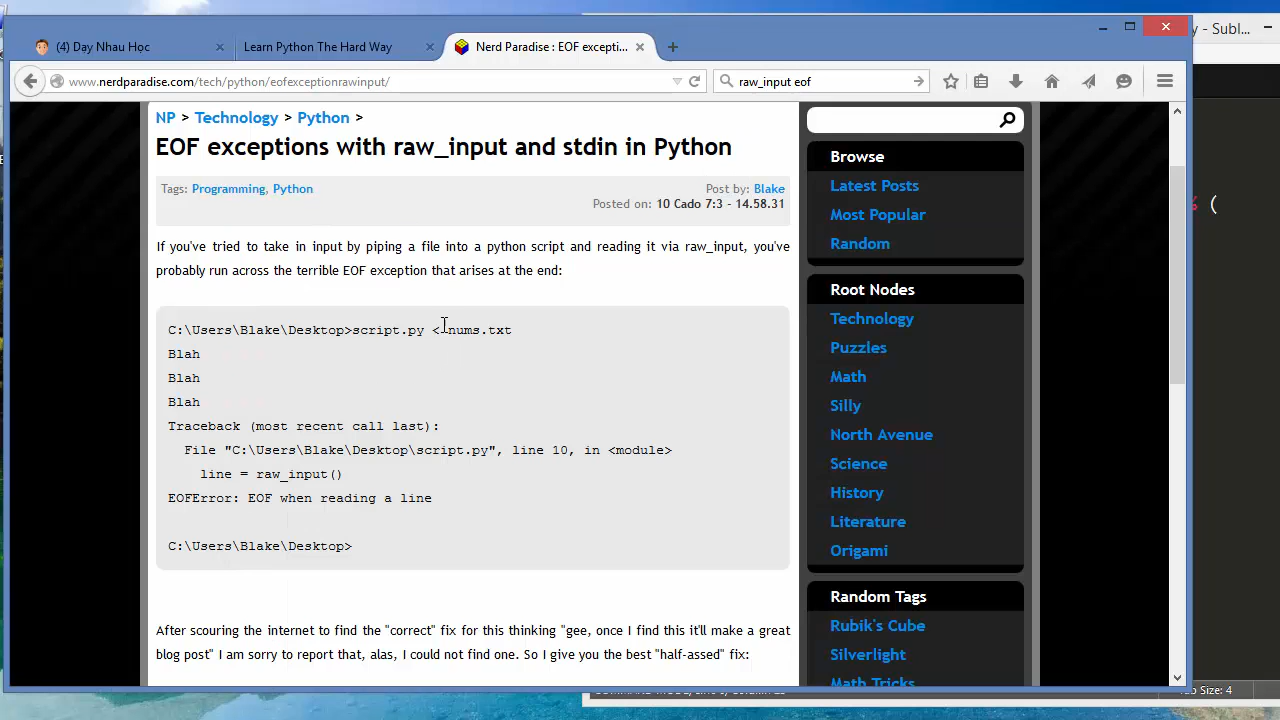 y - Subl...
(4) Day Nhau Học
Learn Python The Hard Way
Nerd Paradise : EOF excepti...
www.nerdparadise.com/tech/python/eofexceptionrawinput/
raw_input eof
NP > Technology > Python >
EOF exceptions with raw_input and stdin in Python
Tags: Programming, Python
Post by: Blake
Posted on: 10 Cado 7:3 - 14.58.31
If you've tried to take in input by piping a file into a python script and reading it via raw_input, you've
probably run across the terrible EOF exception that arises at the end:
C:\Users\Blake\Desktop>script.py < nums.txt
Blah
Blah
Blah
Traceback (most recent call last):
File "C:\Users\Blake\Desktop\script.py", line 10, in <module>
line = raw_input()
EOFError: EOF when reading a line
C:\Users\Blake\Desktop>
After scouring the internet to find the "correct" fix for this thinking "gee, once I find this it'll make a great
blog post" I am sorry to report that, alas, I could not find one. So I give you the best "half-assed" fix:
Browse
Latest Posts
Most Popular
Random
Root Nodes
Technology
Puzzles
Math
Silly
North Avenue
Science
History
Literature
Origami
Random Tags
Rubik's Cube
Silverlight
Math Tricks
% (
Tab Size: 4